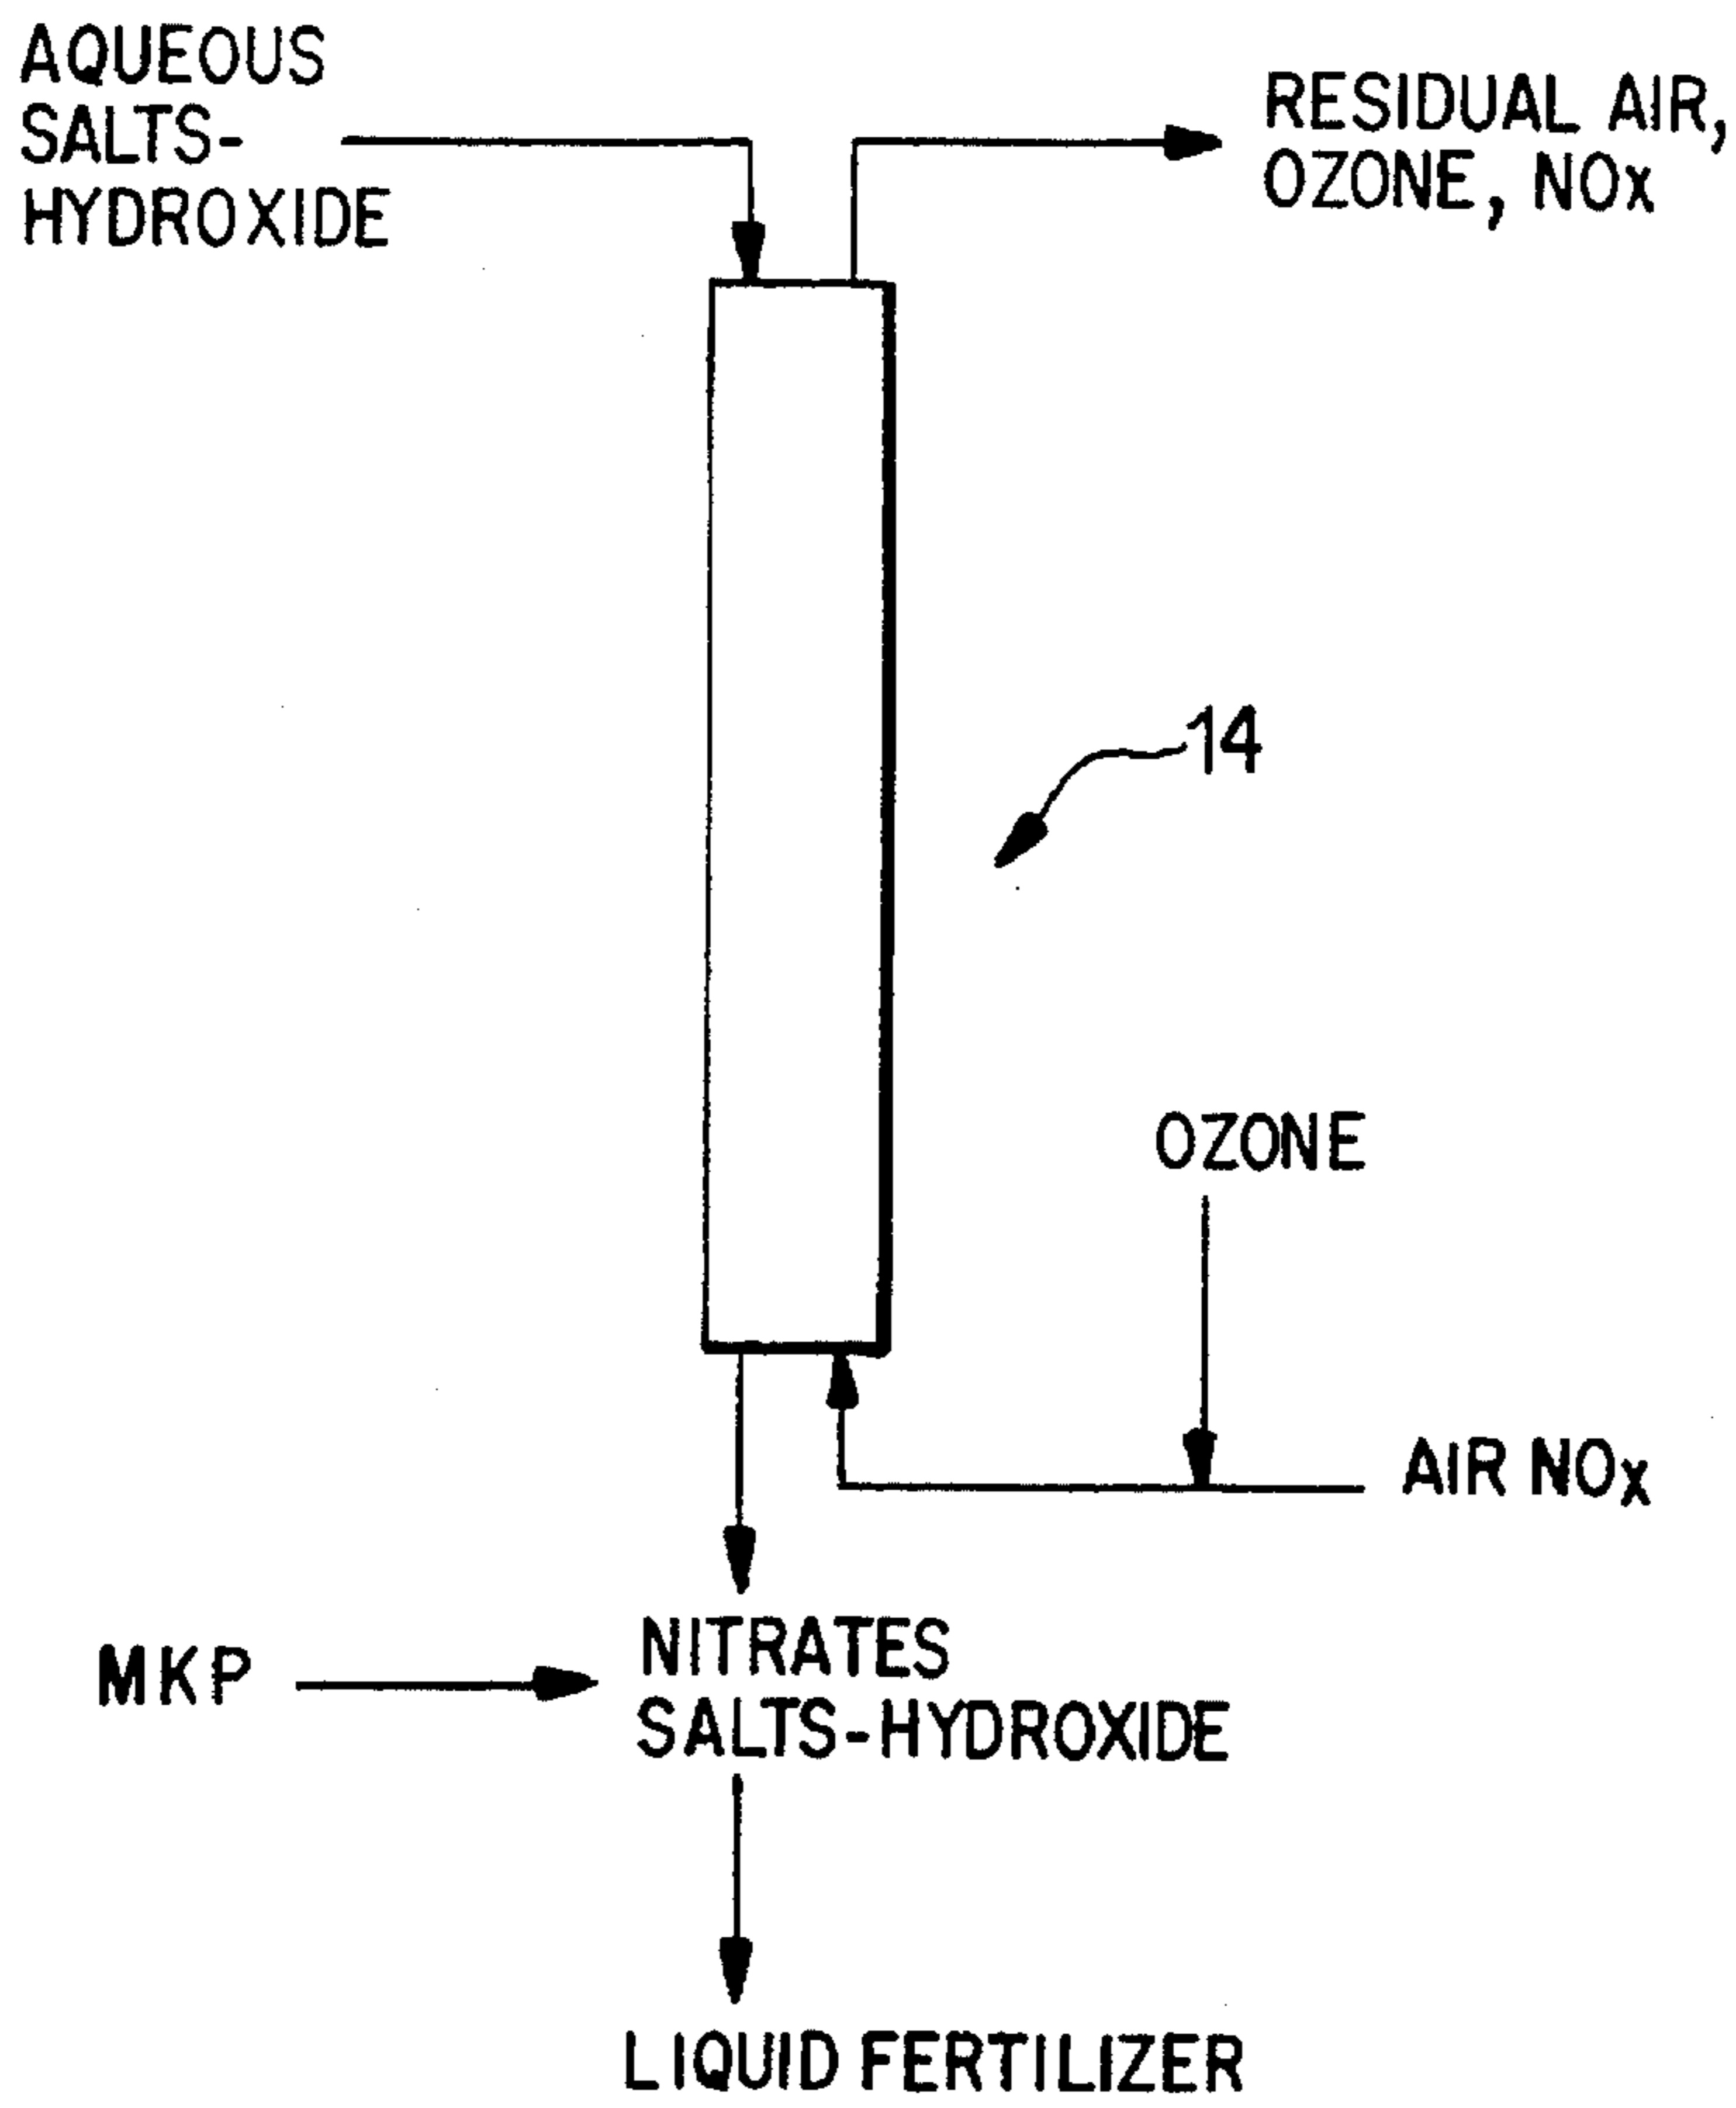 AQUEOUS
SALTS-
HYDROXIDE
RESIDUAL AIR,
OZONE, NOx
14
OZONE
AIR NOx
MKP
NITRATES
SALTS-HYDROXIDE
LIQUID FERTILIZER